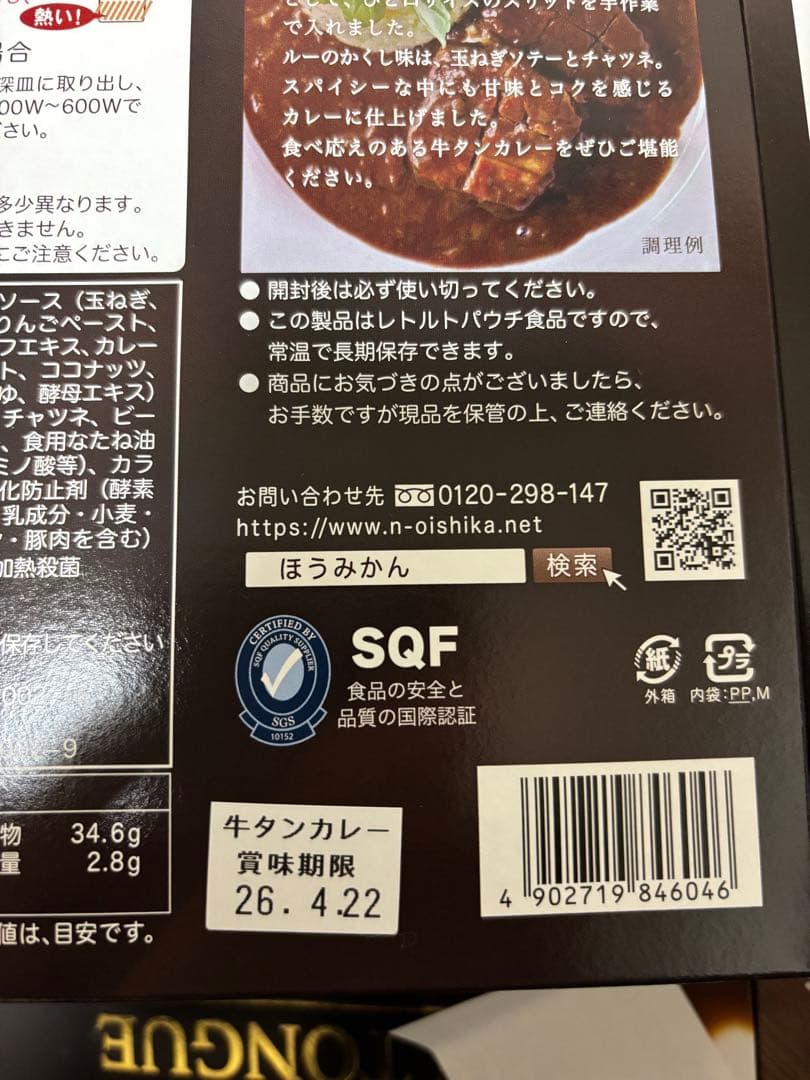 熱い!
場合
深皿に取り出し、
00W～600Wで
ださい。
多少異なります。
きません。
にご注意ください。
で入れました。
ルーのかくし味は、玉ねぎソテーとチャツネ。
スパイシーな中にも甘味とコクを感じる
カレーに仕上げました。
食べ応えのある牛タンカレーをぜひご堪能
ください。
調理例
● 開封後は必ず使い切ってください。
● この製品はレトルトパウチ食品ですので、
常温で長期保存できます。
● 商品にお気づきの点がございましたら、
お手数ですが現品を保管の上、ご連絡ください。
ソース（玉ねぎ、
りんごペースト、
フエキス、カレー
ト、ココナッツ、
ゆ、酵母エキス）
チャツネ、ビー
、食用なたね油
ミノ酸等）、カラ
化防止剤（酵素
乳成分・小麦・
・豚肉を含む）
加熱殺菌
保存してください
-9
物 34.6g
量 2.8g
値は、目安です。
お問い合わせ先 0120-298-147
https://www.n-oishika.net
ほうみかん 検索
CERTIFIED BY
SQF QUALITY SUPPLIER
SGS
10152
SQF
食品の安全と
品質の国際認証
紙
外箱
プラ
内袋:PP,M
牛タンカレー
賞味期限
26. 4.22
4 902719 846046
TONGUE